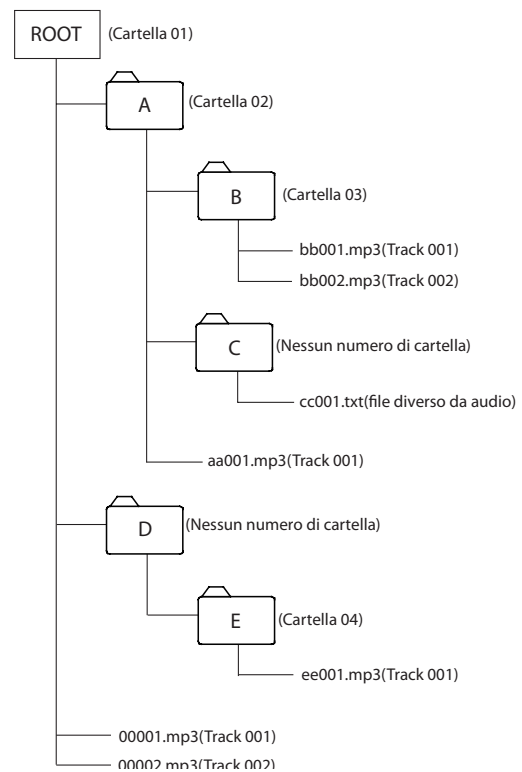 ROOT (Cartella 01)
A (Cartella 02)
B (Cartella 03)
bb001.mp3(Track 001)
bb002.mp3(Track 002)
C (Nessun numero di cartella)
cc001.txt(file diverso da audio)
aa001.mp3(Track 001)
D (Nessun numero di cartella)
E (Cartella 04)
ee001.mp3(Track 001)
00001.mp3(Track 001)
00002.mp3(Track 002)